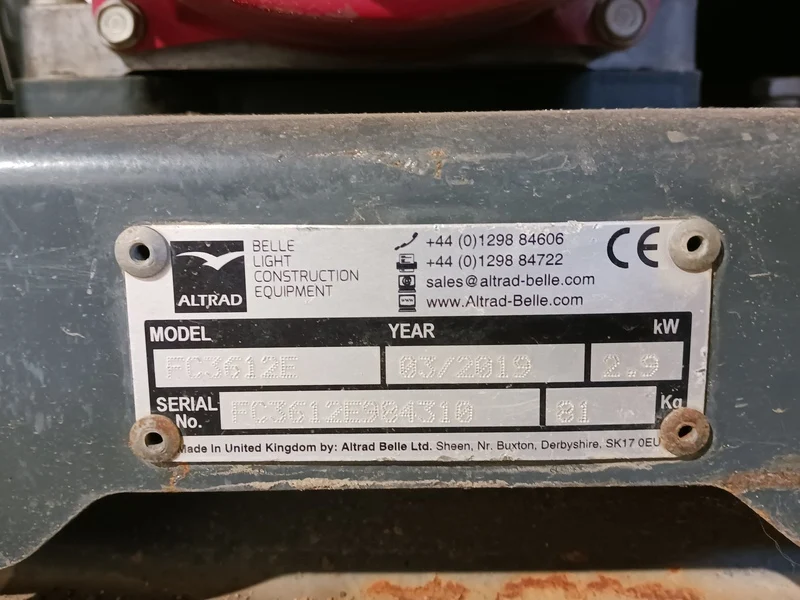 ALTRAD
BELLE
LIGHT
CONSTRUCTION
EQUIPMENT
+44 (0)1298 84606
+44 (0)1298 84722
sales@altrad-belle.com
www.Altrad-Belle.com
CE
MODEL YEAR kW
FC3612E 03/2019 2.9
SERIAL No. FC3612E984310 81 Kg
Made in United Kingdom by: Altrad Belle Ltd. Sheen, Nr. Buxton, Derbyshire, SK17 0EU